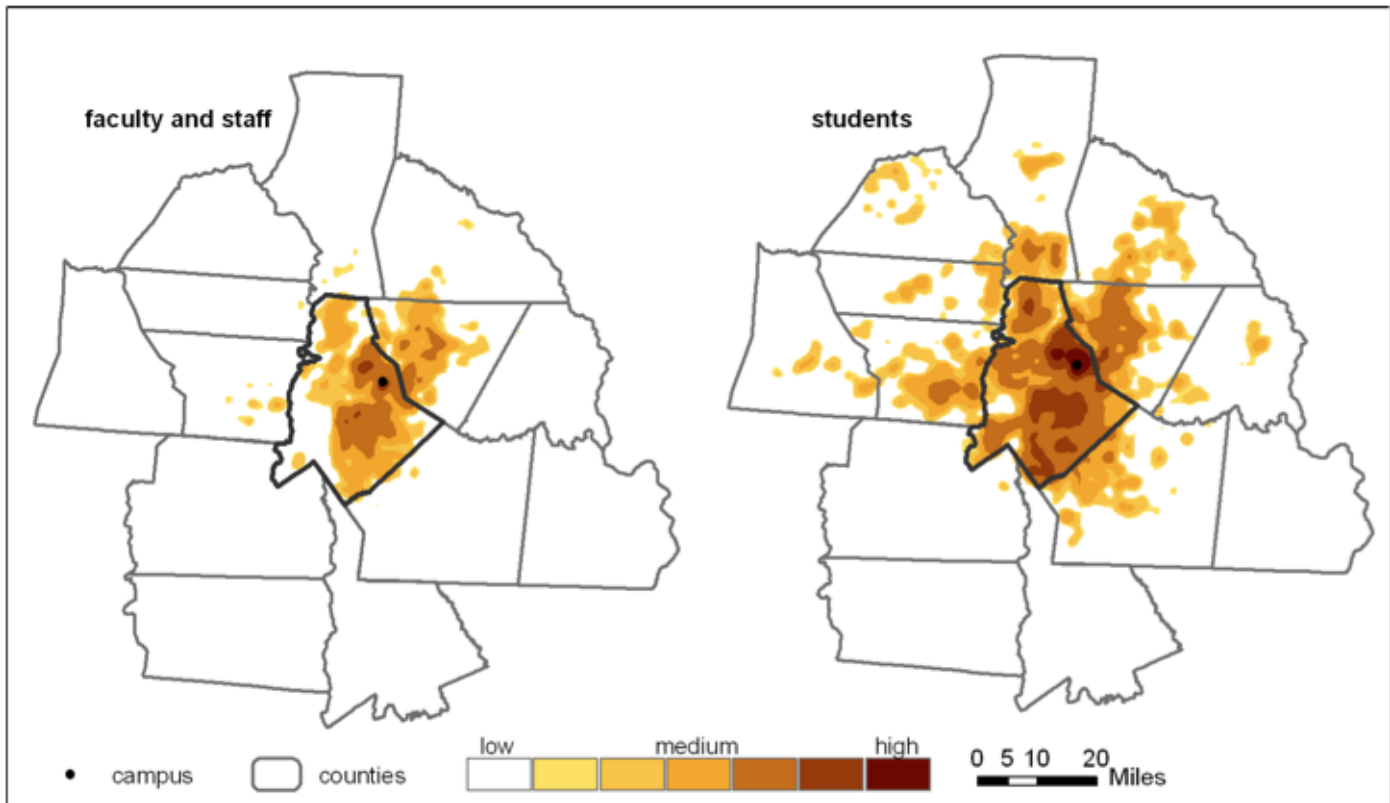 faculty and staff
students
low medium high
campus counties
0 5 10 20
Miles